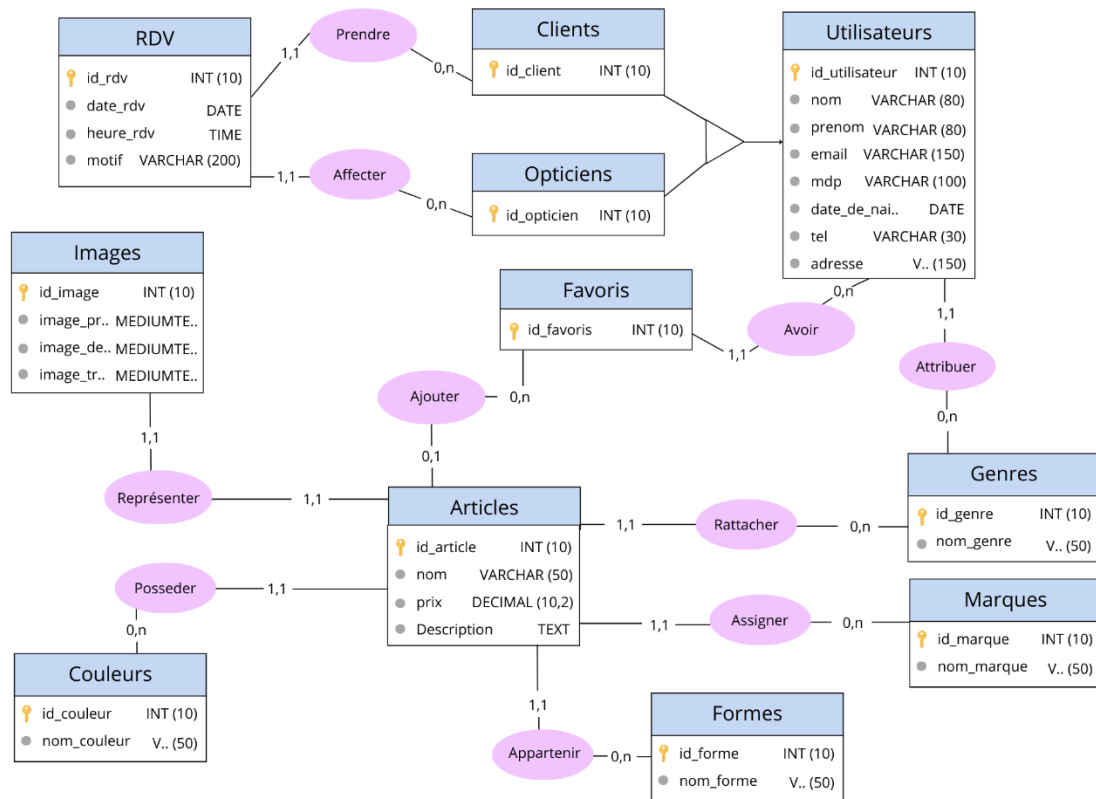 RDV
id_rdv INT (10)
date_rdv DATE
heure_rdv TIME
motif VARCHAR (200)
1,1
Prendre
0,n
Clients
id_client INT (10)
1,1
Affecter
0,n
Opticiens
id_opticien INT (10)
Utilisateurs
id_utilisateur INT (10)
nom VARCHAR (80)
prenom VARCHAR (80)
email VARCHAR (150)
mdp VARCHAR (100)
date_de_nai.. DATE
tel VARCHAR (30)
adresse V.. (150)
Images
id_image INT (10)
image_pr.. MEDIUMTE..
image_de.. MEDIUMTE..
image_tr.. MEDIUMTE..
Favoris
id_favoris INT (10)
0,n
Avoir
1,1
1,1
Attribuer
0,n
Ajouter
0,n
0,1
1,1
Représenter
1,1
Articles
id_article INT (10)
nom VARCHAR (50)
prix DECIMAL (10,2)
Description TEXT
1,1
Rattacher
0,n
Genres
id_genre INT (10)
nom_genre V.. (50)
Posseder
1,1
0,n
1,1
Assigner
0,n
Marques
id_marque INT (10)
nom_marque V.. (50)
Couleurs
id_couleur INT (10)
nom_couleur V.. (50)
1,1
Appartenir
0,n
Formes
id_forme INT (10)
nom_forme V.. (50)